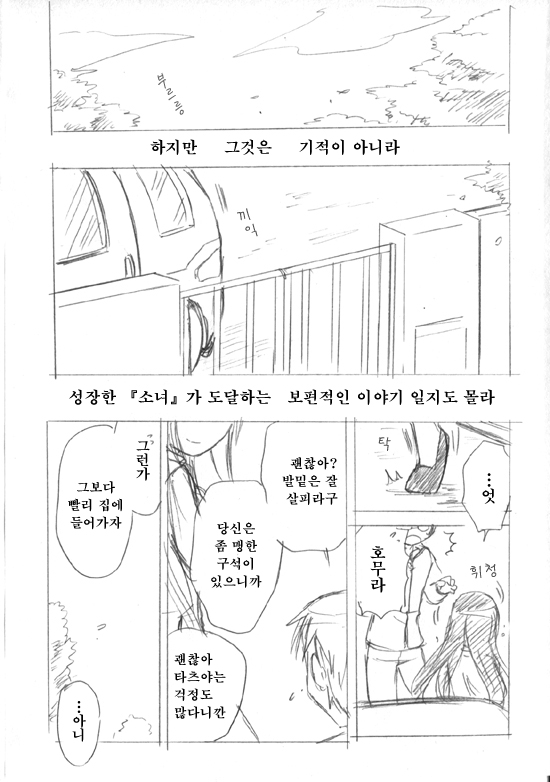 부르릉
하지만 그것은 기적이 아니라
끼익
성장한 『소녀』가 도달하는 보편적인 이야기 일지도 몰라
탁
…엇
호무라
휘청
괜찮아?
발밑은 잘
살피라구
당신은
좀 맹한
구석이
있으니까
괜찮아
타츠야는
걱정도
많다니깐
그런가
그보다
빨리 집에
들어가자
…아니